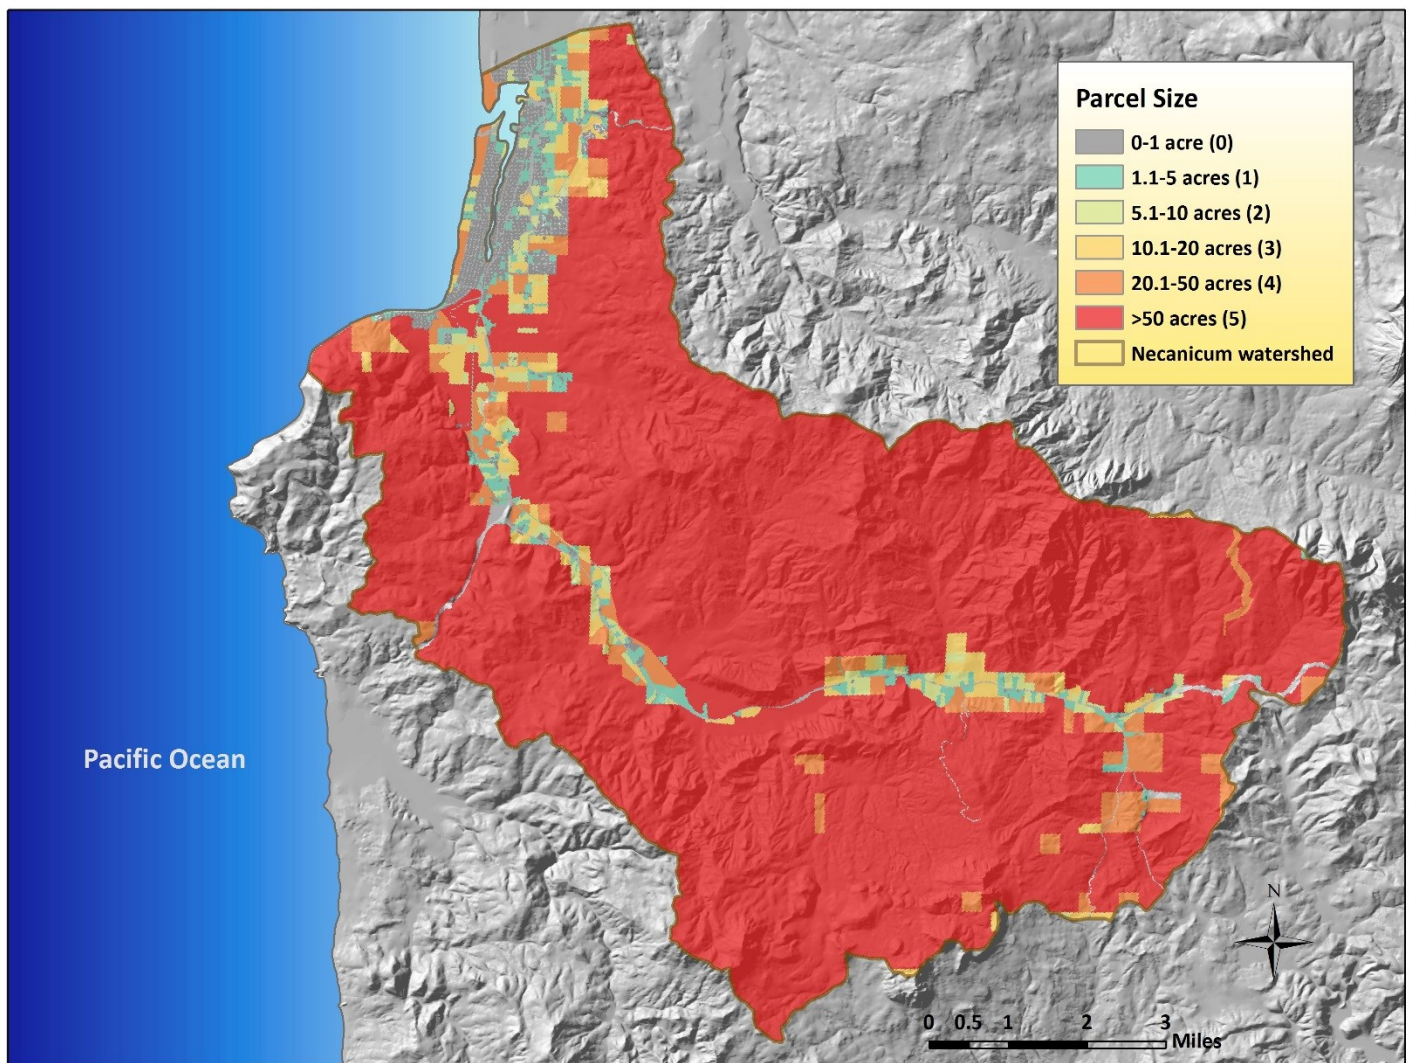 Parcel Size
0-1 acre (0)
1.1-5 acres (1)
5.1-10 acres (2)
10.1-20 acres (3)
20.1-50 acres (4)
>50 acres (5)
Necanicum watershed
Pacific Ocean
N
0 0.5 1 2 3
Miles